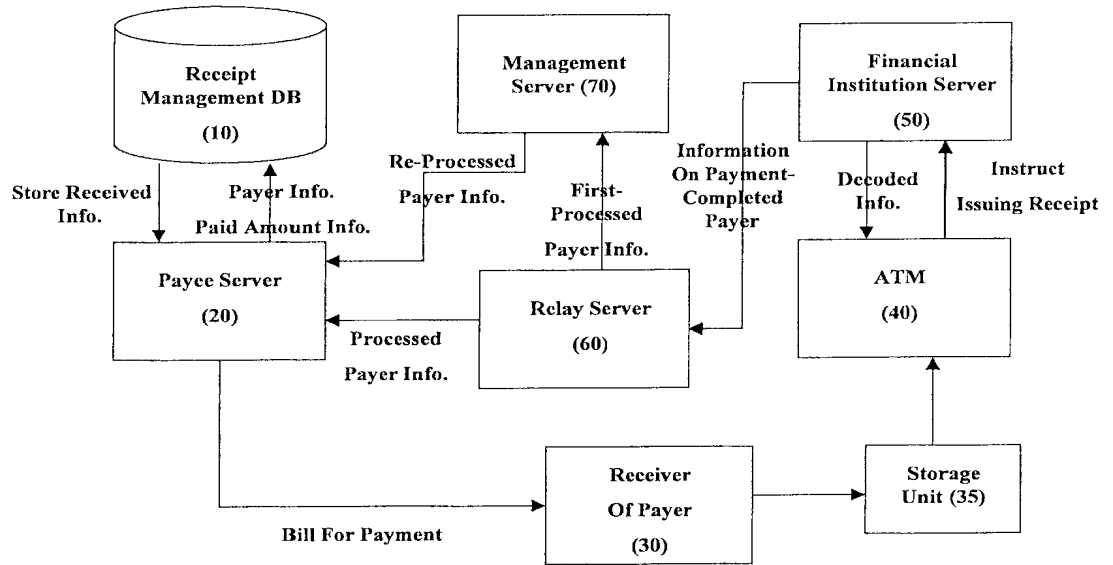 Receipt
Management DB
(10)
Management
Server (70)
Financial
Institution Server
(50)
Store Received
Info.
Payer Info.
Paid Amount Info.
Re-Processed
Payer Info.
First-
Processed
Payer Info.
Information
On Payment-
Completed
Payer
Decoded
Info.
Instruct
Issuing Receipt
Payee Server
(20)
Relay Server
(60)
ATM
(40)
Processed
Payer Info.
Bill For Payment
Receiver
Of Payer
(30)
Storage
Unit (35)